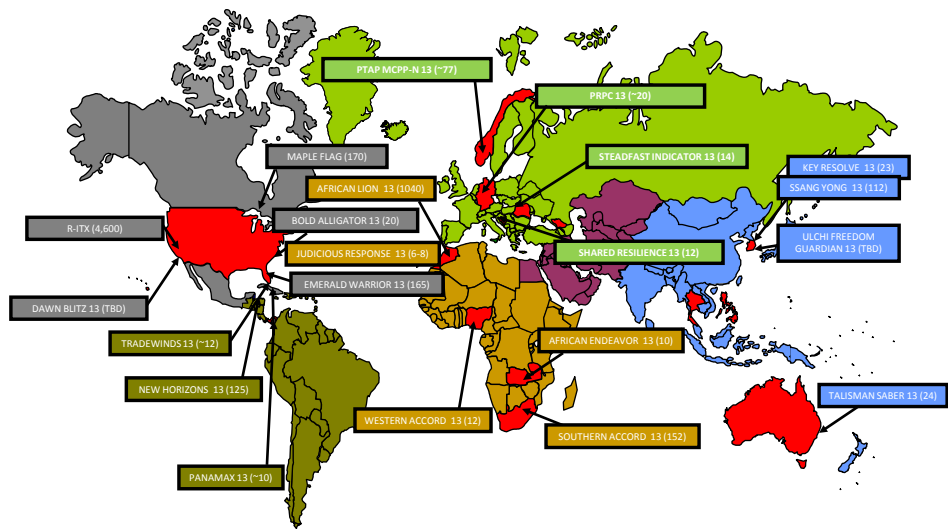 PTAP MCPP-N 13 (~77)
PRPC 13 (~20)
MAPLE FLAG (170)
STEADFAST INDICATOR 13 (14)
KEY RESOLVE  13 (23)
AFRICAN LION  13 (1040)
SSANG YONG  13 (112)
R-ITX (4,600)
BOLD ALLIGATOR 13 (20)
ULCHI FREEDOM
GUARDIAN 13 (TBD)
JUDICIOUS RESPONSE  13 (6-8)
SHARED RESILIENCE 13 (12)
EMERALD WARRIOR 13 (165)
DAWN BLITZ 13 (TBD)
TRADEWINDS 13 (~12)
AFRICAN ENDEAVOR  13 (10)
NEW HORIZONS  13 (125)
TALISMAN SABER 13 (24)
WESTERN ACCORD  13 (12)
SOUTHERN ACCORD  13 (152)
PANAMAX 13 (~10)